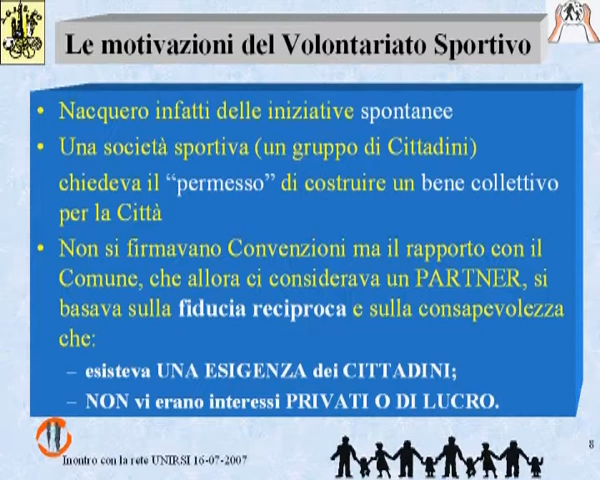 Le motivazioni del Volontariato Sportivo
• Nacquero infatti delle iniziative spontanee
• Una società sportiva (un gruppo di Cittadini)
chiedeva il “permesso” di costruire un bene collettivo
per la Città
• Non si firmavano Convenzioni ma il rapporto con il
Comune, che allora ci considerava un PARTNER, si
basava sulla fiducia reciproca e sulla consapevolezza
che:
– esisteva UNA ESIGENZA dei CITTADINI;
– NON vi erano interessi PRIVATI O DI LUCRO.
Inontro con la rete UNIRSI 16-07-2007
8